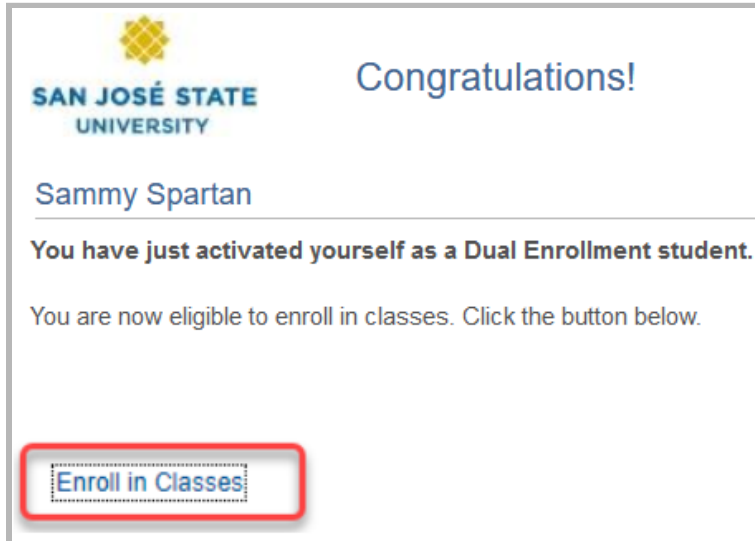 SAN JOSÉ STATE
UNIVERSITY
Congratulations!
Sammy Spartan
You have just activated yourself as a Dual Enrollment student.
You are now eligible to enroll in classes. Click the button below.
Enroll in Classes